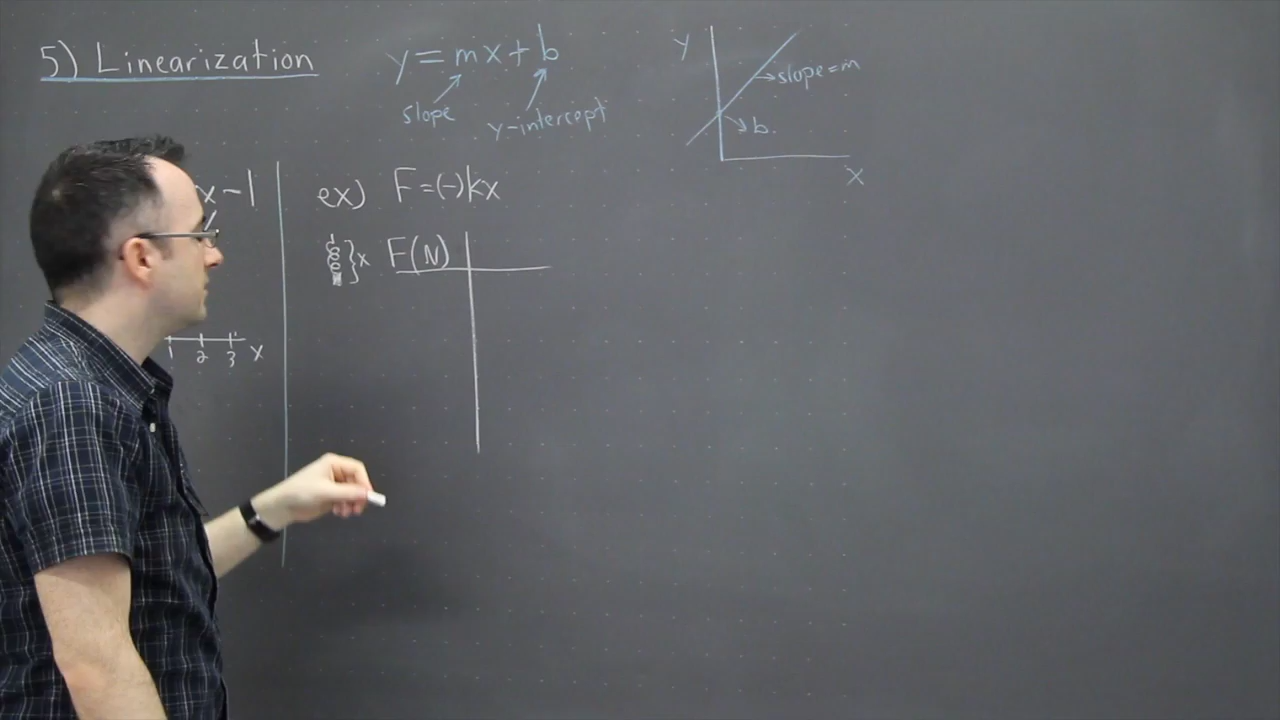 5) Linearization
y = mx + b
slope
y-intercept
y
slope = m
b
x
x - 1
1 2 3 x
ex) F = (-)kx
x
F(N)